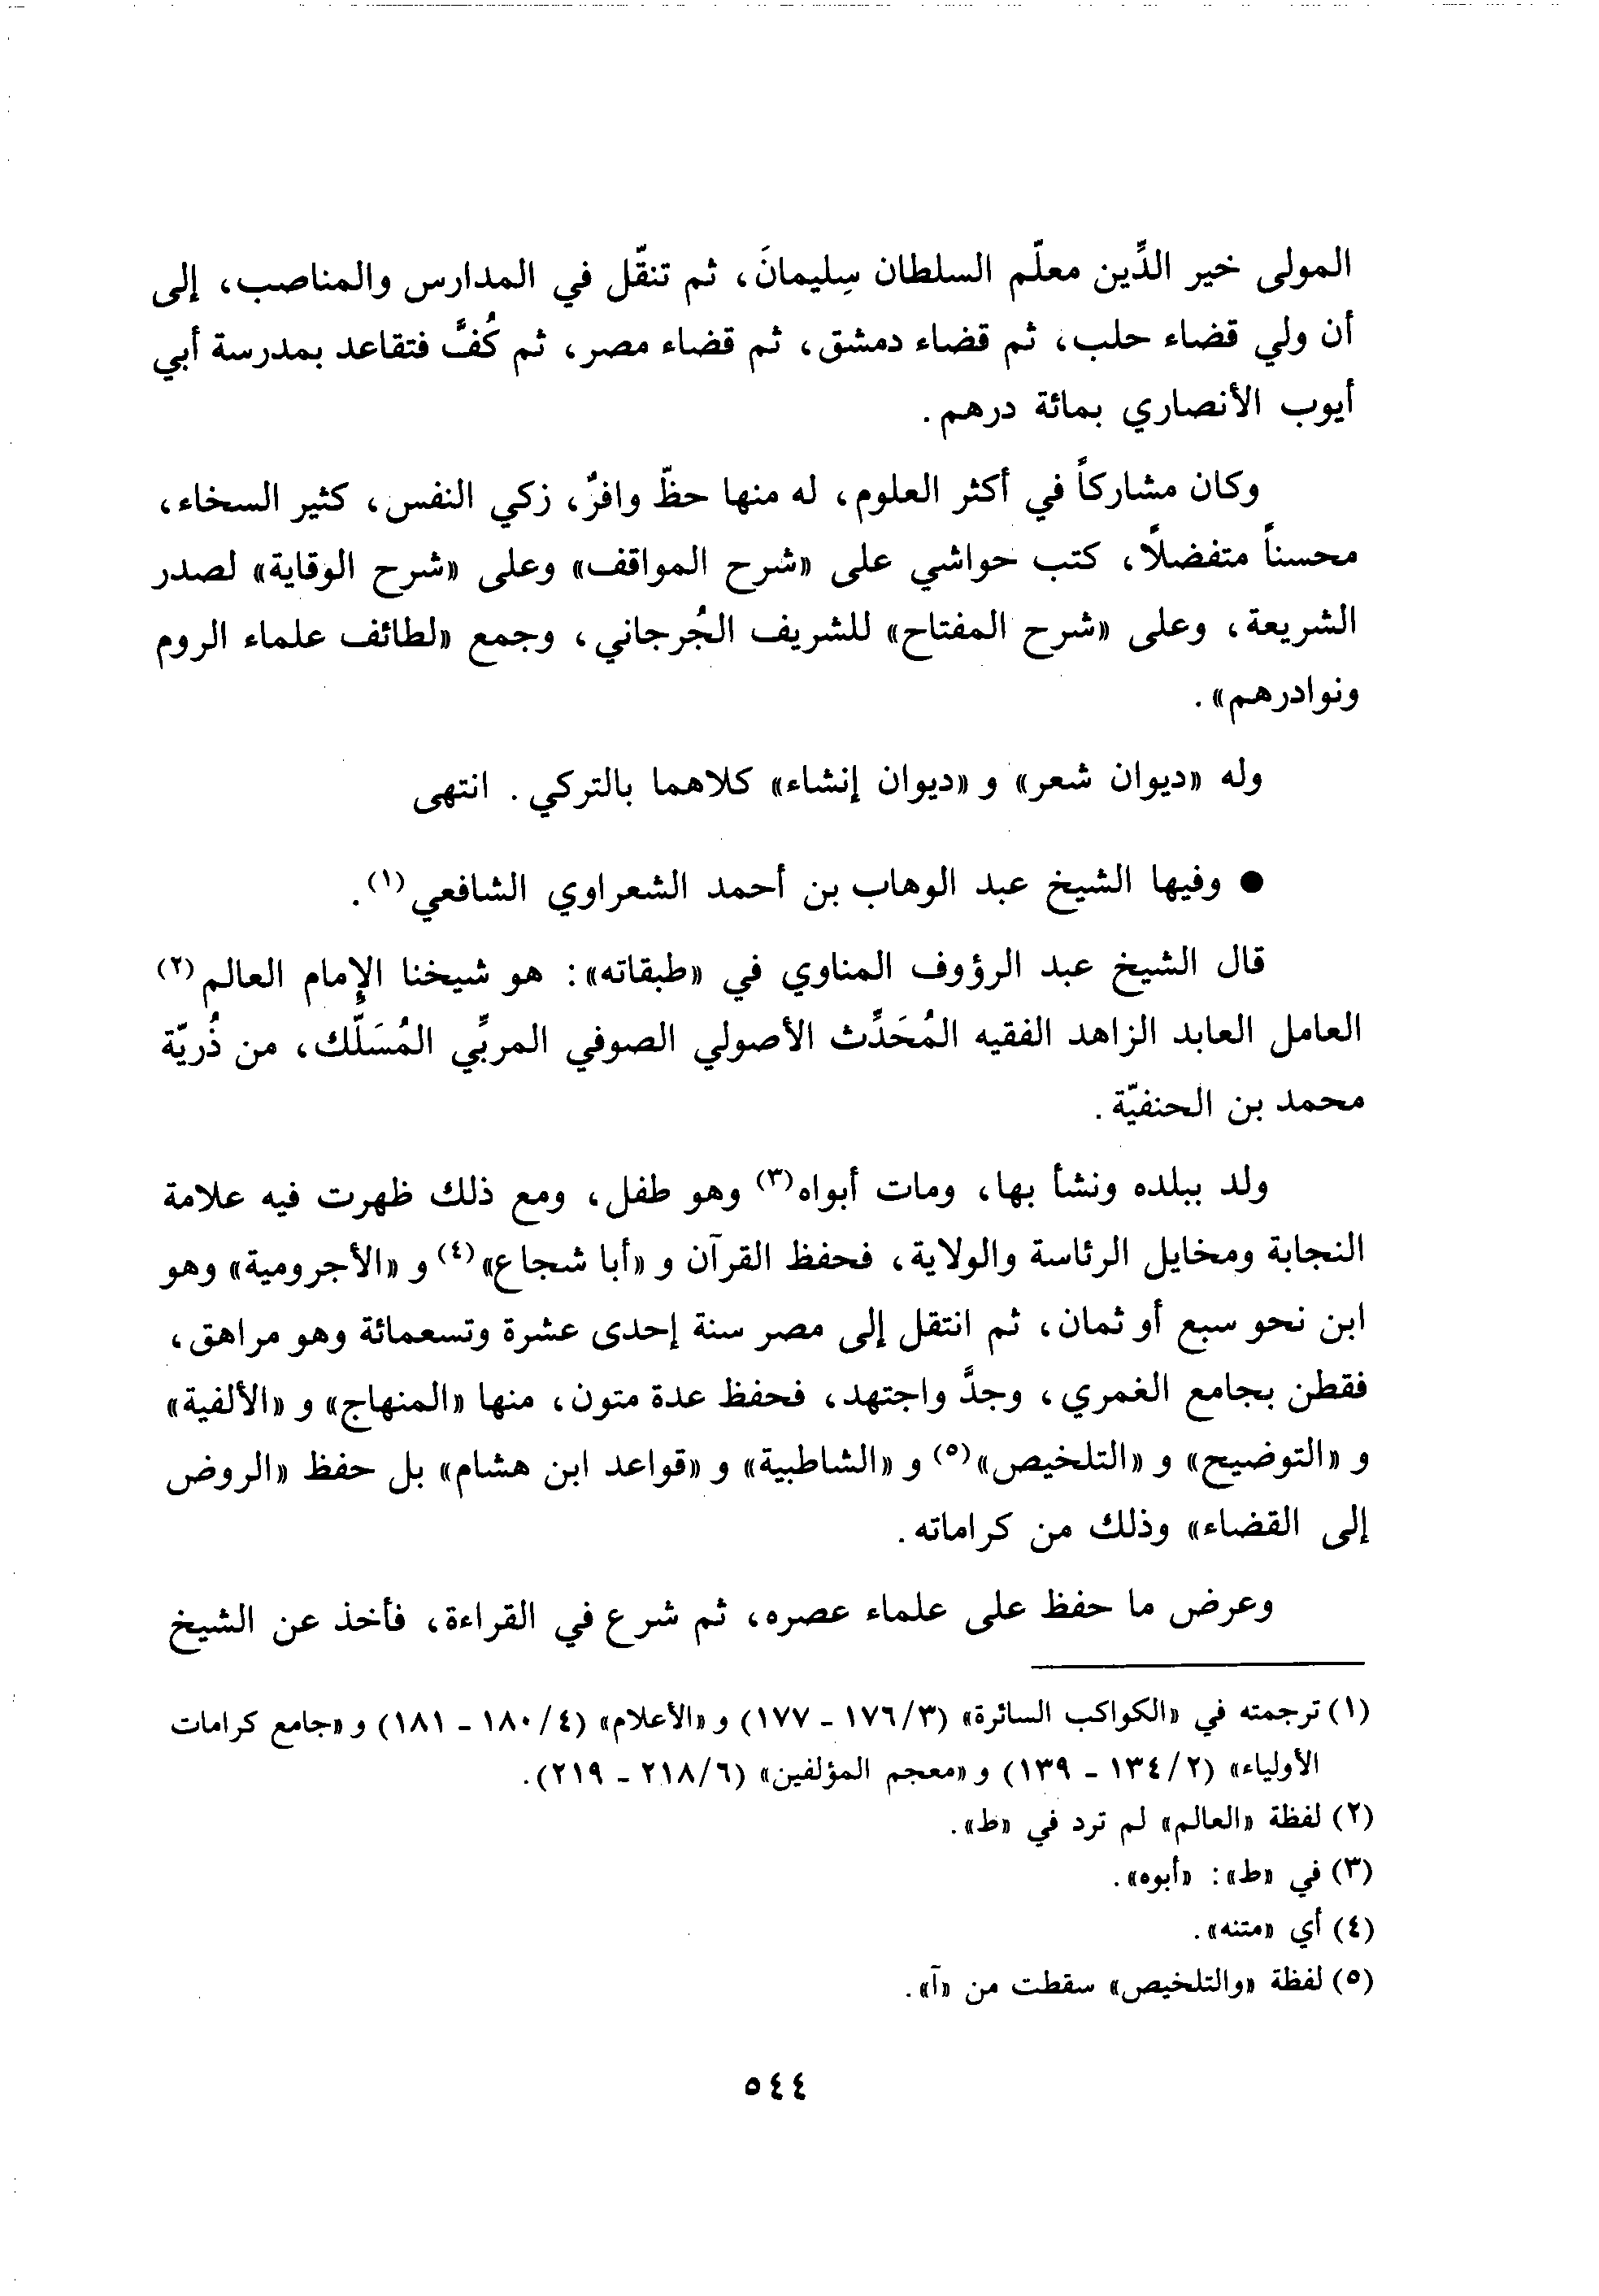 المولى خير الدِّين معلّم السلطان سِليمانَ، ثم تنقّل في المدارس والمناصب، إلى
أن ولي قضاء حلب، ثم قضاء دمشق، ثم قضاء مصر، ثم كُفَّ فتقاعد بمدرسة أبي
أيوب الأنصاري بمائة درهم.
وكان مشاركاً في أكثر العلوم، له منها حظّ وافرٌ، زكي النفس، كثير السخاء،
محسناً متفضلاً، كتب حواشي على «شرح المواقف» وعلى «شرح الوقاية» لصدر
الشريعة، وعلى «شرح المفتاح» للشريف الجُرجاني، وجمع «لطائف علماء الروم
ونوادرهم».
وله «ديوان شعر» و «ديوان إنشاء» كلاهما بالتركي. انتهى
● وفيها الشيخ عبد الوهاب بن أحمد الشعراوي الشافعي(١).
قال الشيخ عبد الرؤوف المناوي في «طبقاته»: هو شيخنا الإمام العالم(٢)
العامل العابد الزاهد الفقيه المُحَدِّث الأصولي الصوفي المربِّي المُسَلَّك، من ذُريّة
محمد بن الحنفيّة.
ولد ببلده ونشأ بها، ومات أبواه(٣) وهو طفل، ومع ذلك ظهرت فيه علامة
النجابة ومخايل الرئاسة والولاية، فحفظ القرآن و «أبا شجاع»(٤) و «الأجرومية» وهو
ابن نحو سبع أو ثمان، ثم انتقل إلى مصر سنة إحدى عشرة وتسعمائة وهو مراهق،
فقطن بجامع الغمري، وجدَّ واجتهد، فحفظ عدة متون، منها «المنهاج» و «الألفية»
و «التوضيح» و «التلخيص»(٥) و «الشاطبية» و «قواعد ابن هشام» بل حفظ «الروض
إلى القضاء» وذلك من كراماته.
وعرض ما حفظ على علماء عصره، ثم شرع في القراءة، فأخذ عن الشيخ
(١) ترجمته في «الكواكب السائرة» (٣/١٧٦ - ١٧٧) و «الأعلام» (٤/١٨٠ - ١٨١) و «جامع كرامات
الأولياء» (٢/١٣٤ - ١٣٩) و «معجم المؤلفين» (٦/٢١٨ - ٢١٩).
(٢) لفظة «العالم» لم ترد في «ط».
(٣) في «ط»: «أبوه».
(٤) أي «متنه».
(٥) لفظة «والتلخيص» سقطت من «آ».
٥٤٤